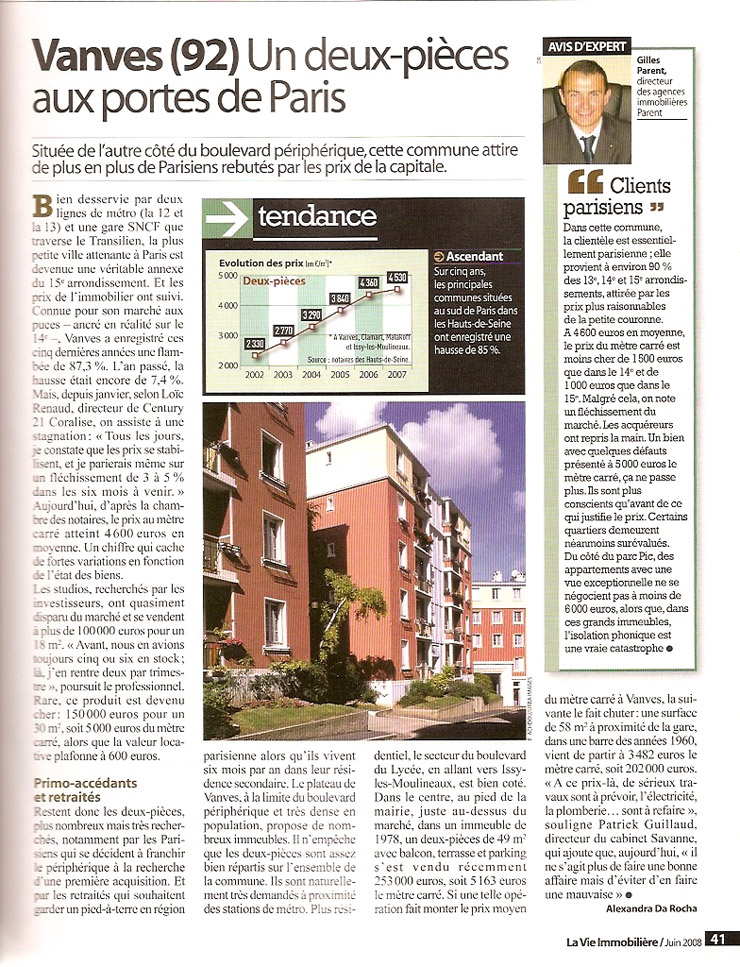 Vanves (92) Un deux-pièces
aux portes de Paris
Située de l'autre côté du boulevard périphérique, cette commune attire
de plus en plus de Parisiens rebutés par les prix de la capitale.
Bien desservie par deux
lignes de métro (la 12 et
la 13) et une gare SNCF que
traverse le Transilien, la plus
petite ville attenante à Paris est
devenue une véritable annexe
du 15e arrondissement. Et les
prix de l'immobilier ont suivi.
Connue pour son marché aux
puces – ancré en réalité sur le
14e –, Vanves a enregistré ces
cinq dernières années une flam-
bée de 87,3 %. L'an passé, la
hausse était encore de 7,4 %.
Mais, depuis janvier, selon Loïc
Renaud, directeur de Century
21 Coralise, on assiste à une
stagnation : « Tous les jours,
je constate que les prix se stabi-
lisent, et je parierais même sur
un fléchissement de 3 à 5 %
dans les six mois à venir. »
Aujourd'hui, d'après la cham-
bre des notaires, le prix au mètre
carré atteint 4 600 euros en
moyenne. Un chiffre qui cache
de fortes variations en fonction
de l'état des biens.
Les studios, recherchés par les
investisseurs, ont quasiment
disparu du marché et se vendent
à plus de 100 000 euros pour un
18 m². « Avant, nous en avions
toujours cinq ou six en stock ;
là, j'en rentre deux par trimes-
tre », poursuit le professionnel.
Rare, ce produit est devenu
cher : 150 000 euros pour un
30 m², soit 5 000 euros du mètre
carré, alors que la valeur loca-
tive plafonne à 600 euros.
Primo-accédants
et retraités
Restent donc les deux-pièces,
plus nombreux mais très recher-
chés, notamment par les Pari-
siens qui se décident à franchir
le périphérique à la recherche
d'une première acquisition. Et
par les retraités qui souhaitent
garder un pied-à-terre en région
tendance
Evolution des prix (en €/m²)*
Deux-pièces
5 000
4 000
3 000
2 000
2 330
2 770
3 290
3 840
4 360
4 530
* A Vanves, Clamart, Malakoff
et Issy-les-Moulineaux.
Source : notaires des Hauts-de-Seine.
2002 2003 2004 2005 2006 2007
Ascendant
Sur cinq ans,
les principales
communes situées
au sud de Paris dans
les Hauts-de-Seine
ont enregistré une
hausse de 85 %.
parisienne alors qu'ils vivent
six mois par an dans leur rési-
dence secondaire. Le plateau de
Vanves, à la limite du boulevard
périphérique et très dense en
population, propose de nom-
breux immeubles. Il n'empêche
que les deux-pièces sont assez
bien répartis sur l'ensemble de
la commune. Ils sont naturelle-
ment très demandés à proximité
des stations de métro. Plus rési-
dentiel, le secteur du boulevard
du Lycée, en allant vers Issy-
les-Moulineaux, est bien coté.
Dans le centre, au pied de la
mairie, juste au-dessus du
marché, dans un immeuble de
1978, un deux-pièces de 49 m²
avec balcon, terrasse et parking
s'est vendu récemment
253 000 euros, soit 5 163 euros
le mètre carré. Si une telle opé-
ration fait monter le prix moyen
du mètre carré à Vanves, la sui-
vante le fait chuter : une surface
de 58 m² à proximité de la gare,
dans une barre des années 1960,
vient de partir à 3 482 euros le
mètre carré, soit 202 000 euros.
« A ce prix-là, de sérieux tra-
vaux sont à prévoir, l'électricité,
la plomberie... sont à refaire »,
souligne Patrick Guillaud,
directeur du cabinet Savanne,
qui ajoute que, aujourd'hui, « il
ne s'agit plus de faire une bonne
affaire mais d'éviter d'en faire
une mauvaise »
Alexandra Da Rocha
AVIS D'EXPERT
Gilles
Parent,
directeur
des agences
immobilières
Parent
“ Clients
parisiens ”
Dans cette commune,
la clientèle est essentiel-
lement parisienne ; elle
provient à environ 90 %
des 13e, 14e et 15e arrondis-
sements, attirée par les
prix plus raisonnables
de la petite couronne.
A 4 600 euros en moyenne,
le prix du mètre carré est
moins cher de 1 500 euros
que dans le 14e et de
1 000 euros que dans le
15e. Malgré cela, on note
un fléchissement du
marché. Les acquéreurs
ont repris la main. Un bien
avec quelques défauts
présenté à 5 000 euros le
mètre carré, ça ne passe
plus. Ils sont plus
conscients qu'avant de ce
qui justifie le prix. Certains
quartiers demeurent
néanmoins surévalués.
Du côté du parc Pic, des
appartements avec une
vue exceptionnelle ne se
négocient pas à moins de
6 000 euros, alors que, dans
ces grands immeubles,
l'isolation phonique est
une vraie catastrophe
La Vie Immobilière / Juin 2008 41